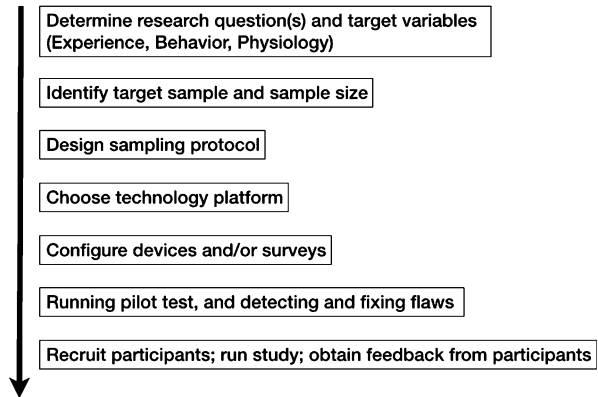 Determine research question(s) and target variables
(Experience, Behavior, Physiology)
Identify target sample and sample size
Design sampling protocol
Choose technology platform
Configure devices and/or surveys
Running pilot test, and detecting and fixing flaws
Recruit participants; run study; obtain feedback from participants